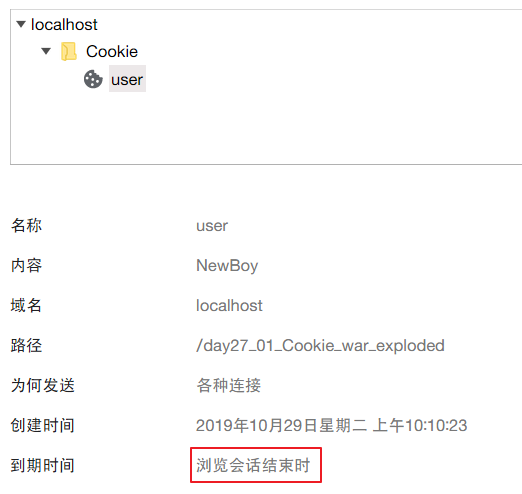 localhost
Cookie
user
名称 user
内容 NewBoy
域名 localhost
路径 /day27_01_Cookie_war_exploded
为何发送 各种连接
创建时间 2019年10月29日星期二 上午10:10:23
到期时间 浏览会话结束时